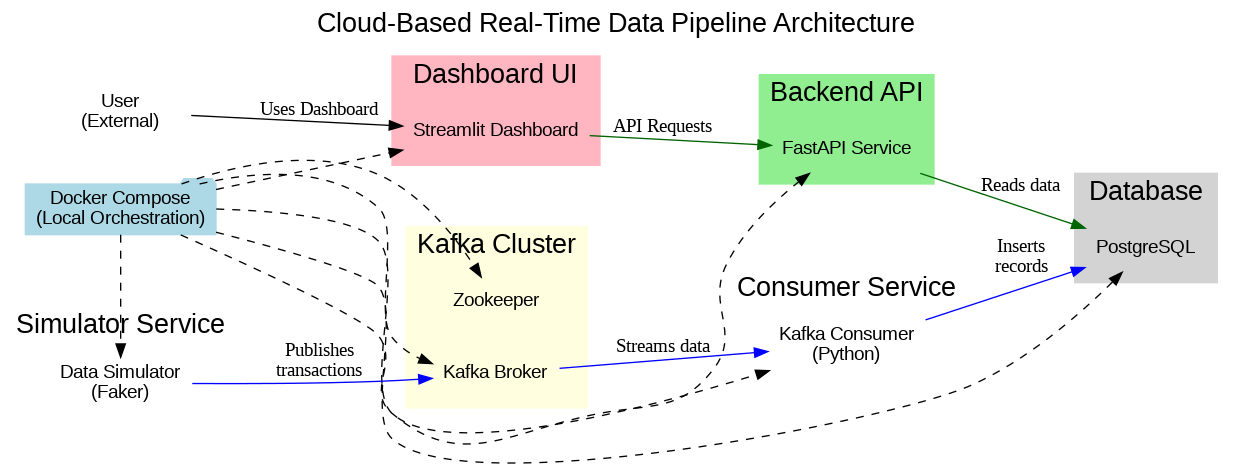 Cloud-Based Real-Time Data Pipeline Architecture
Dashboard UI
Backend API
User
(External)
Uses Dashboard
Streamlit Dashboard
API Requests
FastAPI Service
Docker Compose
(Local Orchestration)
Reads data
Database
PostgreSQL
Kafka Cluster
Zookeeper
Inserts
records
Consumer Service
Simulator Service
Kafka Consumer
(Python)
Data Simulator
(Faker)
Publishes
transactions
Kafka Broker
Streams data